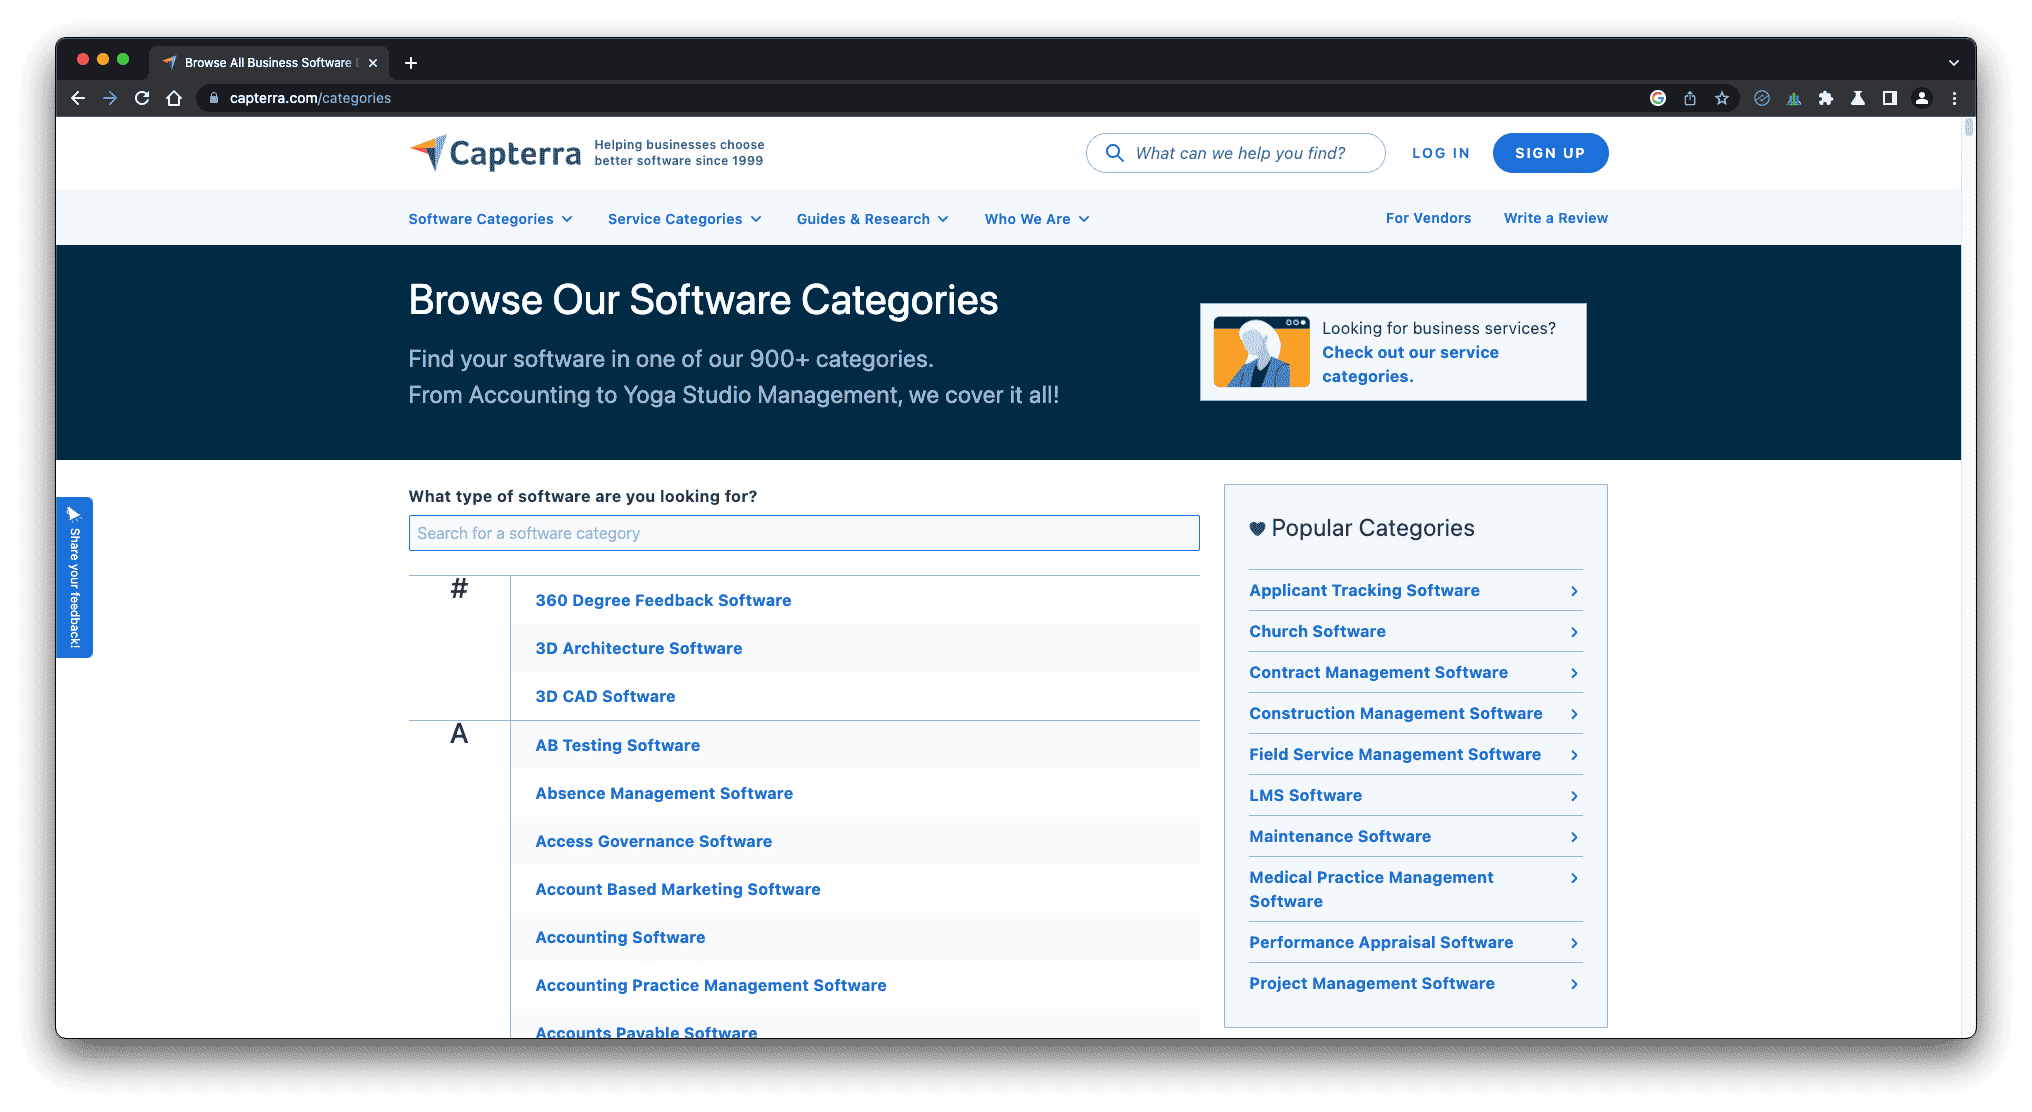 Browse All Business Software
capterra.com/categories
Capterra
Helping businesses choose
better software since 1999
What can we help you find?
LOG IN
SIGN UP
Software Categories
Service Categories
Guides & Research
Who We Are
For Vendors
Write a Review
Browse Our Software Categories
Find your software in one of our 900+ categories.
From Accounting to Yoga Studio Management, we cover it all!
Looking for business services?
Check out our service
categories.
Share your feedback!
What type of software are you looking for?
Search for a software category
#
360 Degree Feedback Software
3D Architecture Software
3D CAD Software
A
AB Testing Software
Absence Management Software
Access Governance Software
Account Based Marketing Software
Accounting Software
Accounting Practice Management Software
Accounts Payable Software
Popular Categories
Applicant Tracking Software
Church Software
Contract Management Software
Construction Management Software
Field Service Management Software
LMS Software
Maintenance Software
Medical Practice Management
Software
Performance Appraisal Software
Project Management Software